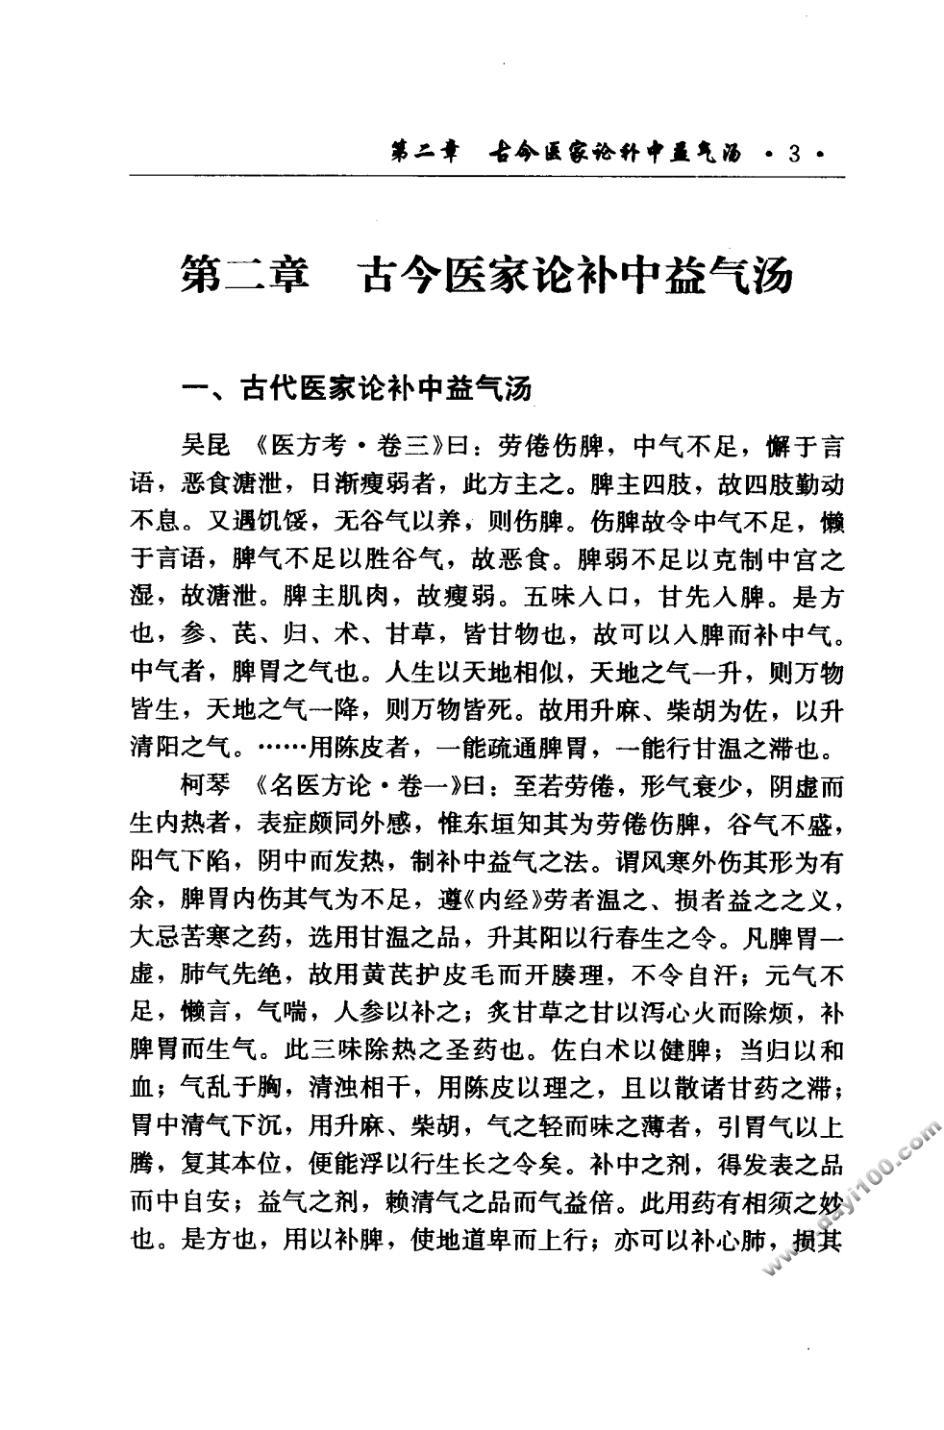 第二章 古今医家论补中益气汤 ·3·
第二章 古今医家论补中益气汤
一、古代医家论补中益气汤
吴昆 《医方考·卷三》曰：劳倦伤脾，中气不足，懈于言
语，恶食溏泄，日渐瘦弱者，此方主之。脾主四肢，故四肢勤动
不息。又遇饥馁，无谷气以养，则伤脾。伤脾故令中气不足，懒
于言语，脾气不足以胜谷气，故恶食。脾弱不足以克制中宫之
湿，故溏泄。脾主肌肉，故瘦弱。五味入口，甘先入脾。是方
也，参、芪、归、术、甘草，皆甘物也，故可以入脾而补中气。
中气者，脾胃之气也。人生以天地相似，天地之气一升，则万物
皆生，天地之气一降，则万物皆死。故用升麻、柴胡为佐，以升
清阳之气。……用陈皮者，一能疏通脾胃，一能行甘温之滞也。
柯琴 《名医方论·卷一》曰：至若劳倦，形气衰少，阴虚而
生内热者，表症颇同外感，惟东垣知其为劳倦伤脾，谷气不盛，
阳气下陷，阴中而发热，制补中益气之法。谓风寒外伤其形为有
余，脾胃内伤其气为不足，遵《内经》劳者温之、损者益之之义，
大忌苦寒之药，选用甘温之品，升其阳以行春生之令。凡脾胃一
虚，肺气先绝，故用黄芪护皮毛而开腠理，不令自汗；元气不
足，懒言，气喘，人参以补之；炙甘草之甘以泻心火而除烦，补
脾胃而生气。此三味除热之圣药也。佐白术以健脾；当归以和
血；气乱于胸，清浊相干，用陈皮以理之，且以散诸甘药之滞；
胃中清气下沉，用升麻、柴胡，气之轻而味之薄者，引胃气以上
腾，复其本位，便能浮以行生长之令矣。补中之剂，得发表之品
而中自安；益气之剂，赖清气之品而气益倍。此用药有相须之妙
也。是方也，用以补脾，使地道卑而上行；亦可以补心肺，损其